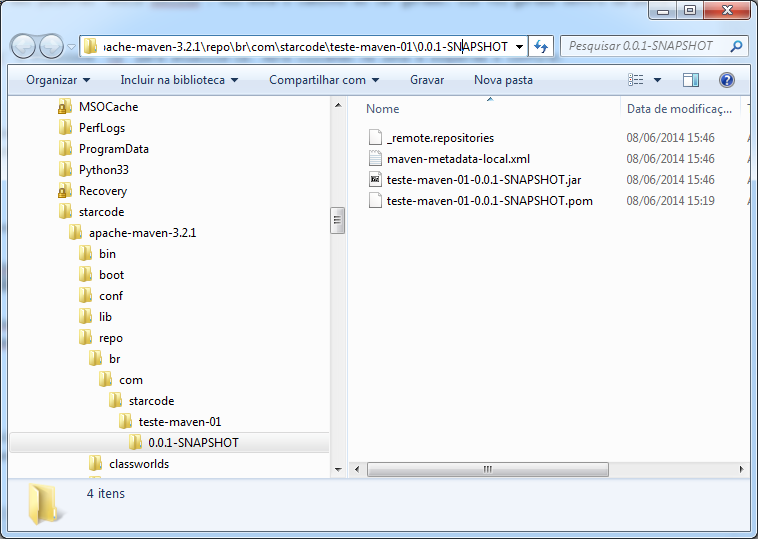 ɔache-maven-3.2.1\repo\br\com\starcode\teste-maven-01\0.0.1-SNAPSHOT
Pesquisar 0.0.1-SNAPSHOT
Organizar
Incluir na biblioteca
Compartilhar com
Gravar
Nova pasta
MSOCache
PerfLogs
ProgramData
Python33
Recovery
starcode
apache-maven-3.2.1
bin
boot
conf
lib
repo
br
com
starcode
teste-maven-01
0.0.1-SNAPSHOT
classworlds
Nome
Data de modificaç...
_remote.repositories
08/06/2014 15:46
maven-metadata-local.xml
08/06/2014 15:46
teste-maven-01-0.0.1-SNAPSHOT.jar
08/06/2014 15:46
teste-maven-01-0.0.1-SNAPSHOT.pom
08/06/2014 15:19
4 itens